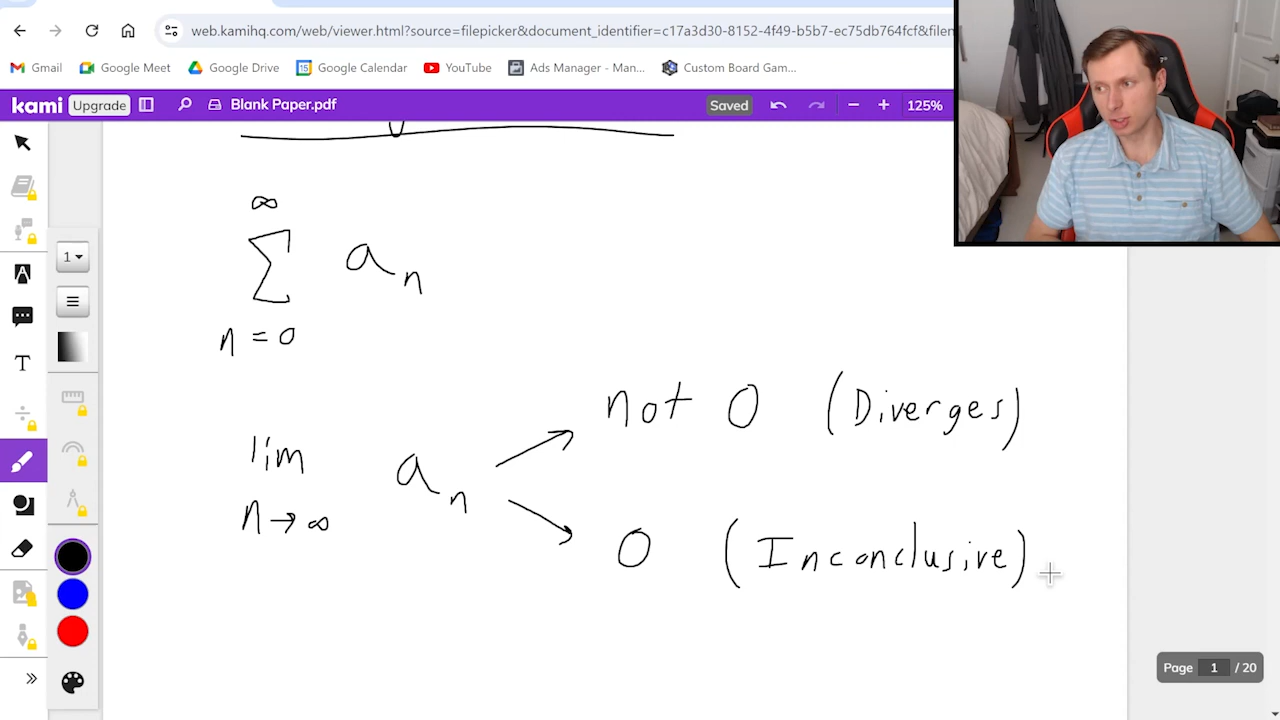 web.kamihq.com/web/viewer.html?source=filepicker&document_identifier=c17a3d30-8152-4f49-b5b7-ec75db764fcf&filen
Gmail Google Meet Google Drive Google Calendar YouTube Ads Manager - Man... Custom Board Gam...
kami Upgrade Blank Paper.pdf Saved 125%
∞
∑ aₙ
n = 0
not 0 (Diverges)
lim aₙ
n → ∞
0 (Inconclusive)
1
T
Page 1 / 20